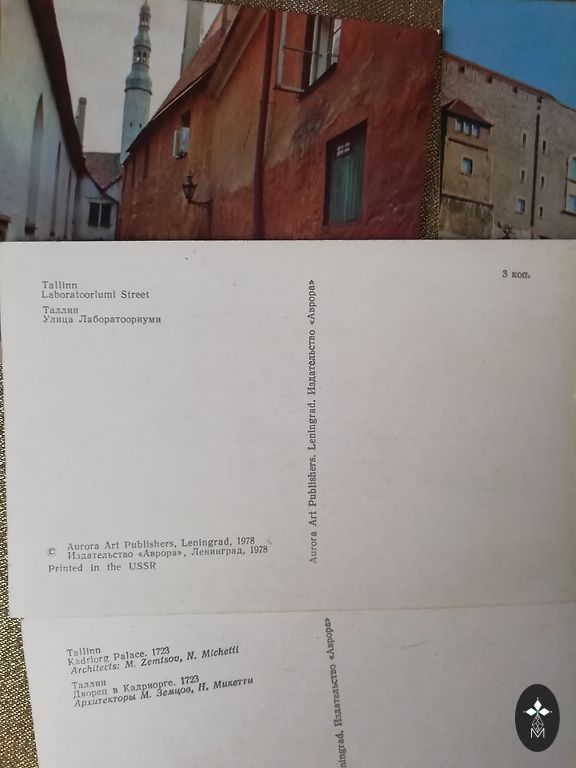 3 коп.
Tallinn
Laboratooriumi Street
Таллин
Улица Лабораторнуми
Aurora Art Publishers. Leningrad. Издательство «Аврора»
© Aurora Art Publishers, Leningrad, 1978
Издательство «Аврора», Ленинград, 1978
Printed in the USSR
Tallinn
Kadriorg Palace. 1723
Architects: M. Zemtsov, N. Michetti
Таллин
Дворец в Кадриорге. 1723
Архитекторы М. Земцов, Н. Микетти
ningrad. Издательство «Аврора»
M